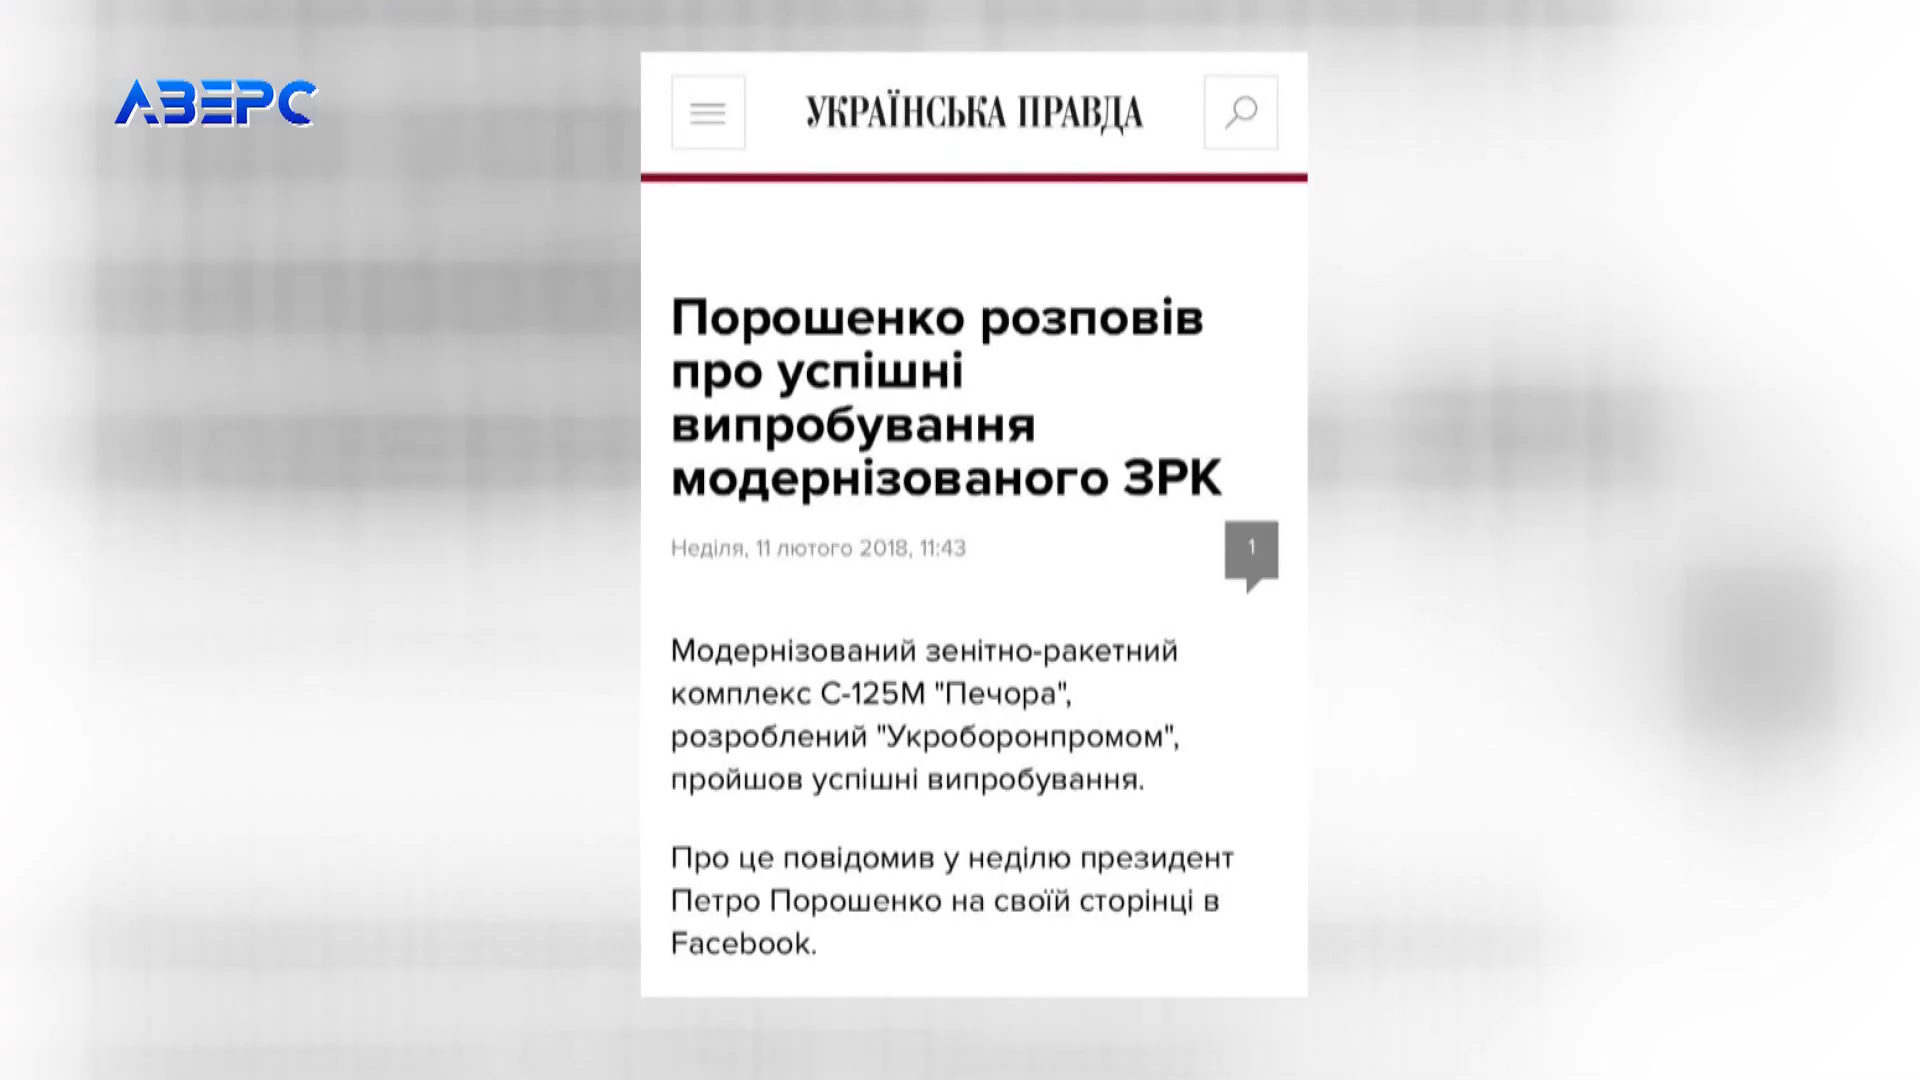 АВЕРС
УКРАЇНСЬКА ПРАВДА
Порошенко розповів
про успішні
випробування
модернізованого ЗРК
Неділя, 11 лютого 2018, 11:43
1
Модернізований зенітно-ракетний
комплекс С-125М "Печора",
розроблений "Укроборонпромом",
пройшов успішні випробування.
Про це повідомив у неділю президент
Петро Порошенко на своїй сторінці в
Facebook.